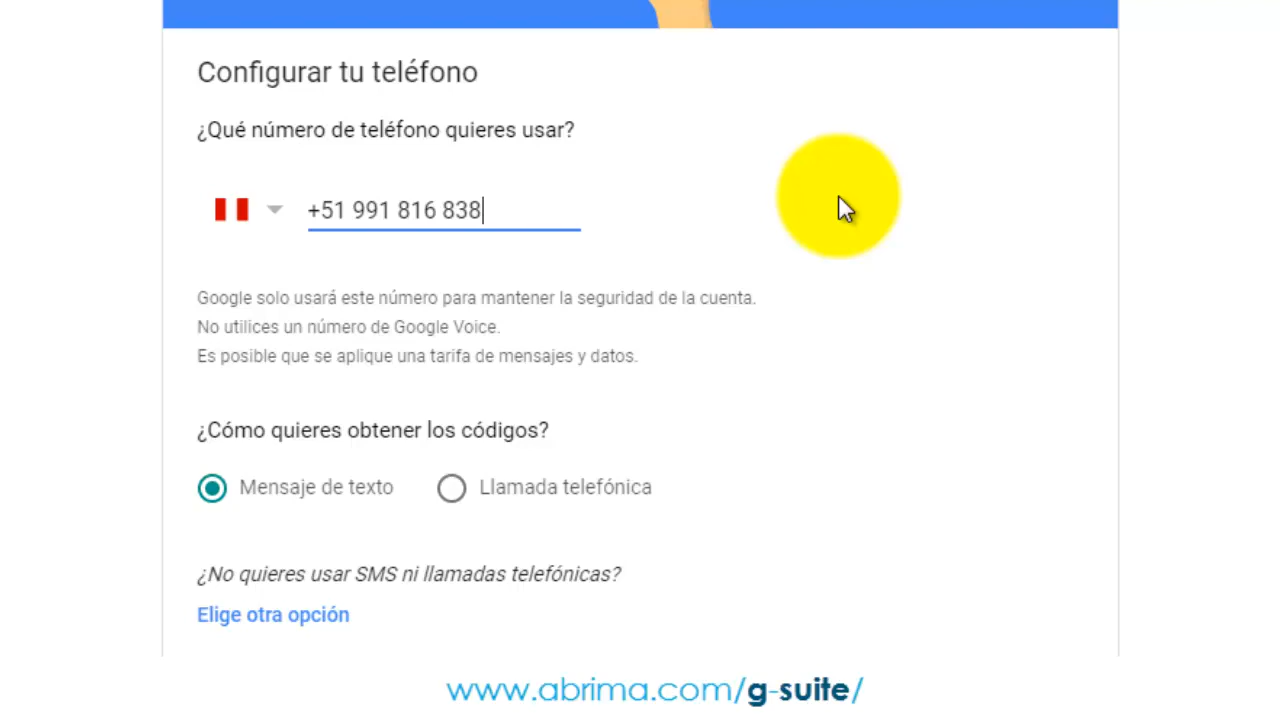 Configurar tu teléfono
¿Qué número de teléfono quieres usar?
+51 991 816 838
Google solo usará este número para mantener la seguridad de la cuenta.
No utilices un número de Google Voice.
Es posible que se aplique una tarifa de mensajes y datos.
¿Cómo quieres obtener los códigos?
Mensaje de texto Llamada telefónica
¿No quieres usar SMS ni llamadas telefónicas?
Elige otra opción
www.abrima.com/g-suite/